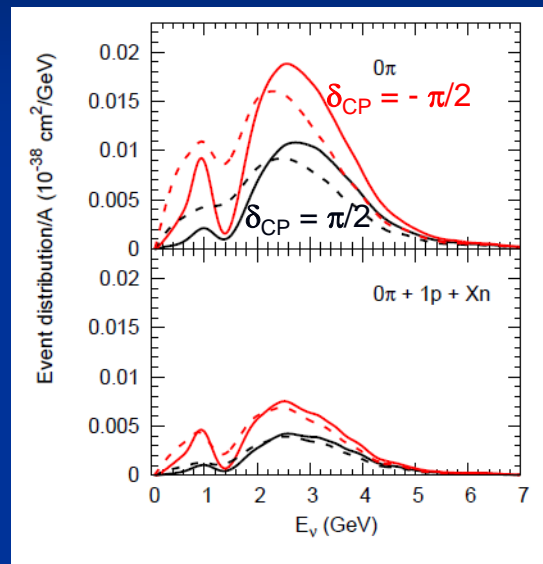 Event distribution/A (10⁻³⁸ cm²/GeV)
0.02
0.015
0.01
0.005
0
0π
δCP = - π/2
δCP = π/2
0.02
0.015
0.01
0.005
0
0π + 1p + Xn
0 1 2 3 4 5 6 7
Eν (GeV)